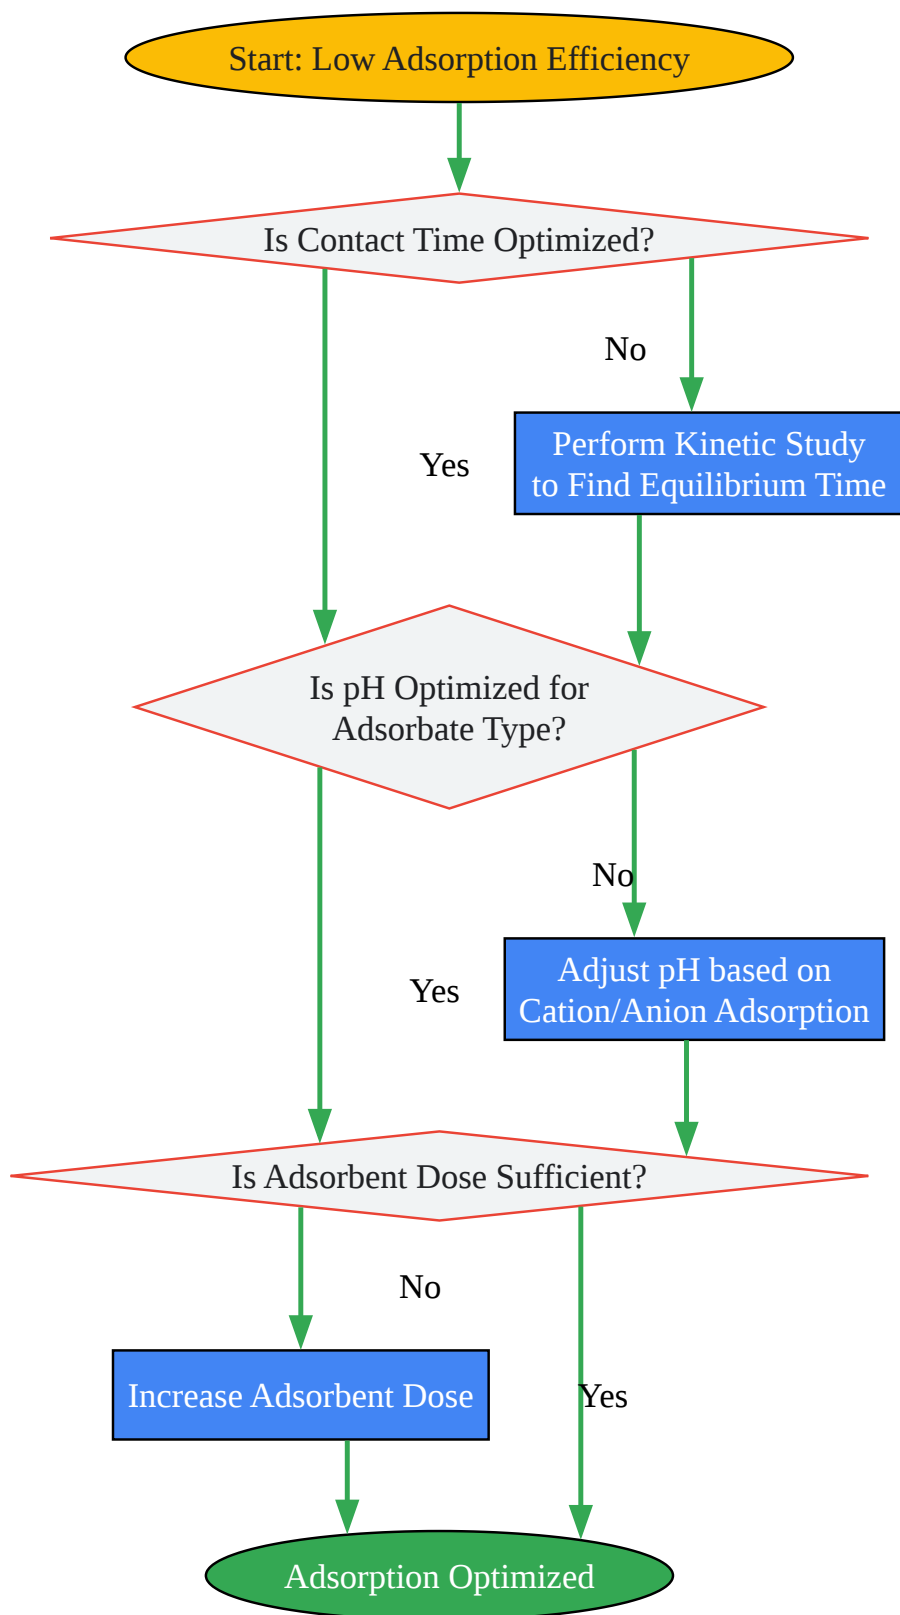 Start: Low Adsorption Efficiency
Is Contact Time Optimized?
No
Perform Kinetic Study
to Find Equilibrium Time
Yes
Is pH Optimized for
Adsorbate Type?
No
Adjust pH based on
Cation/Anion Adsorption
Yes
Is Adsorbent Dose Sufficient?
No
Increase Adsorbent Dose
Yes
Adsorption Optimized